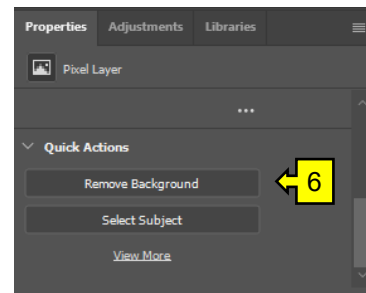 Properties Adjustments Libraries
Pixel Layer
Quick Actions
Remove Background
6
Select Subject
View More